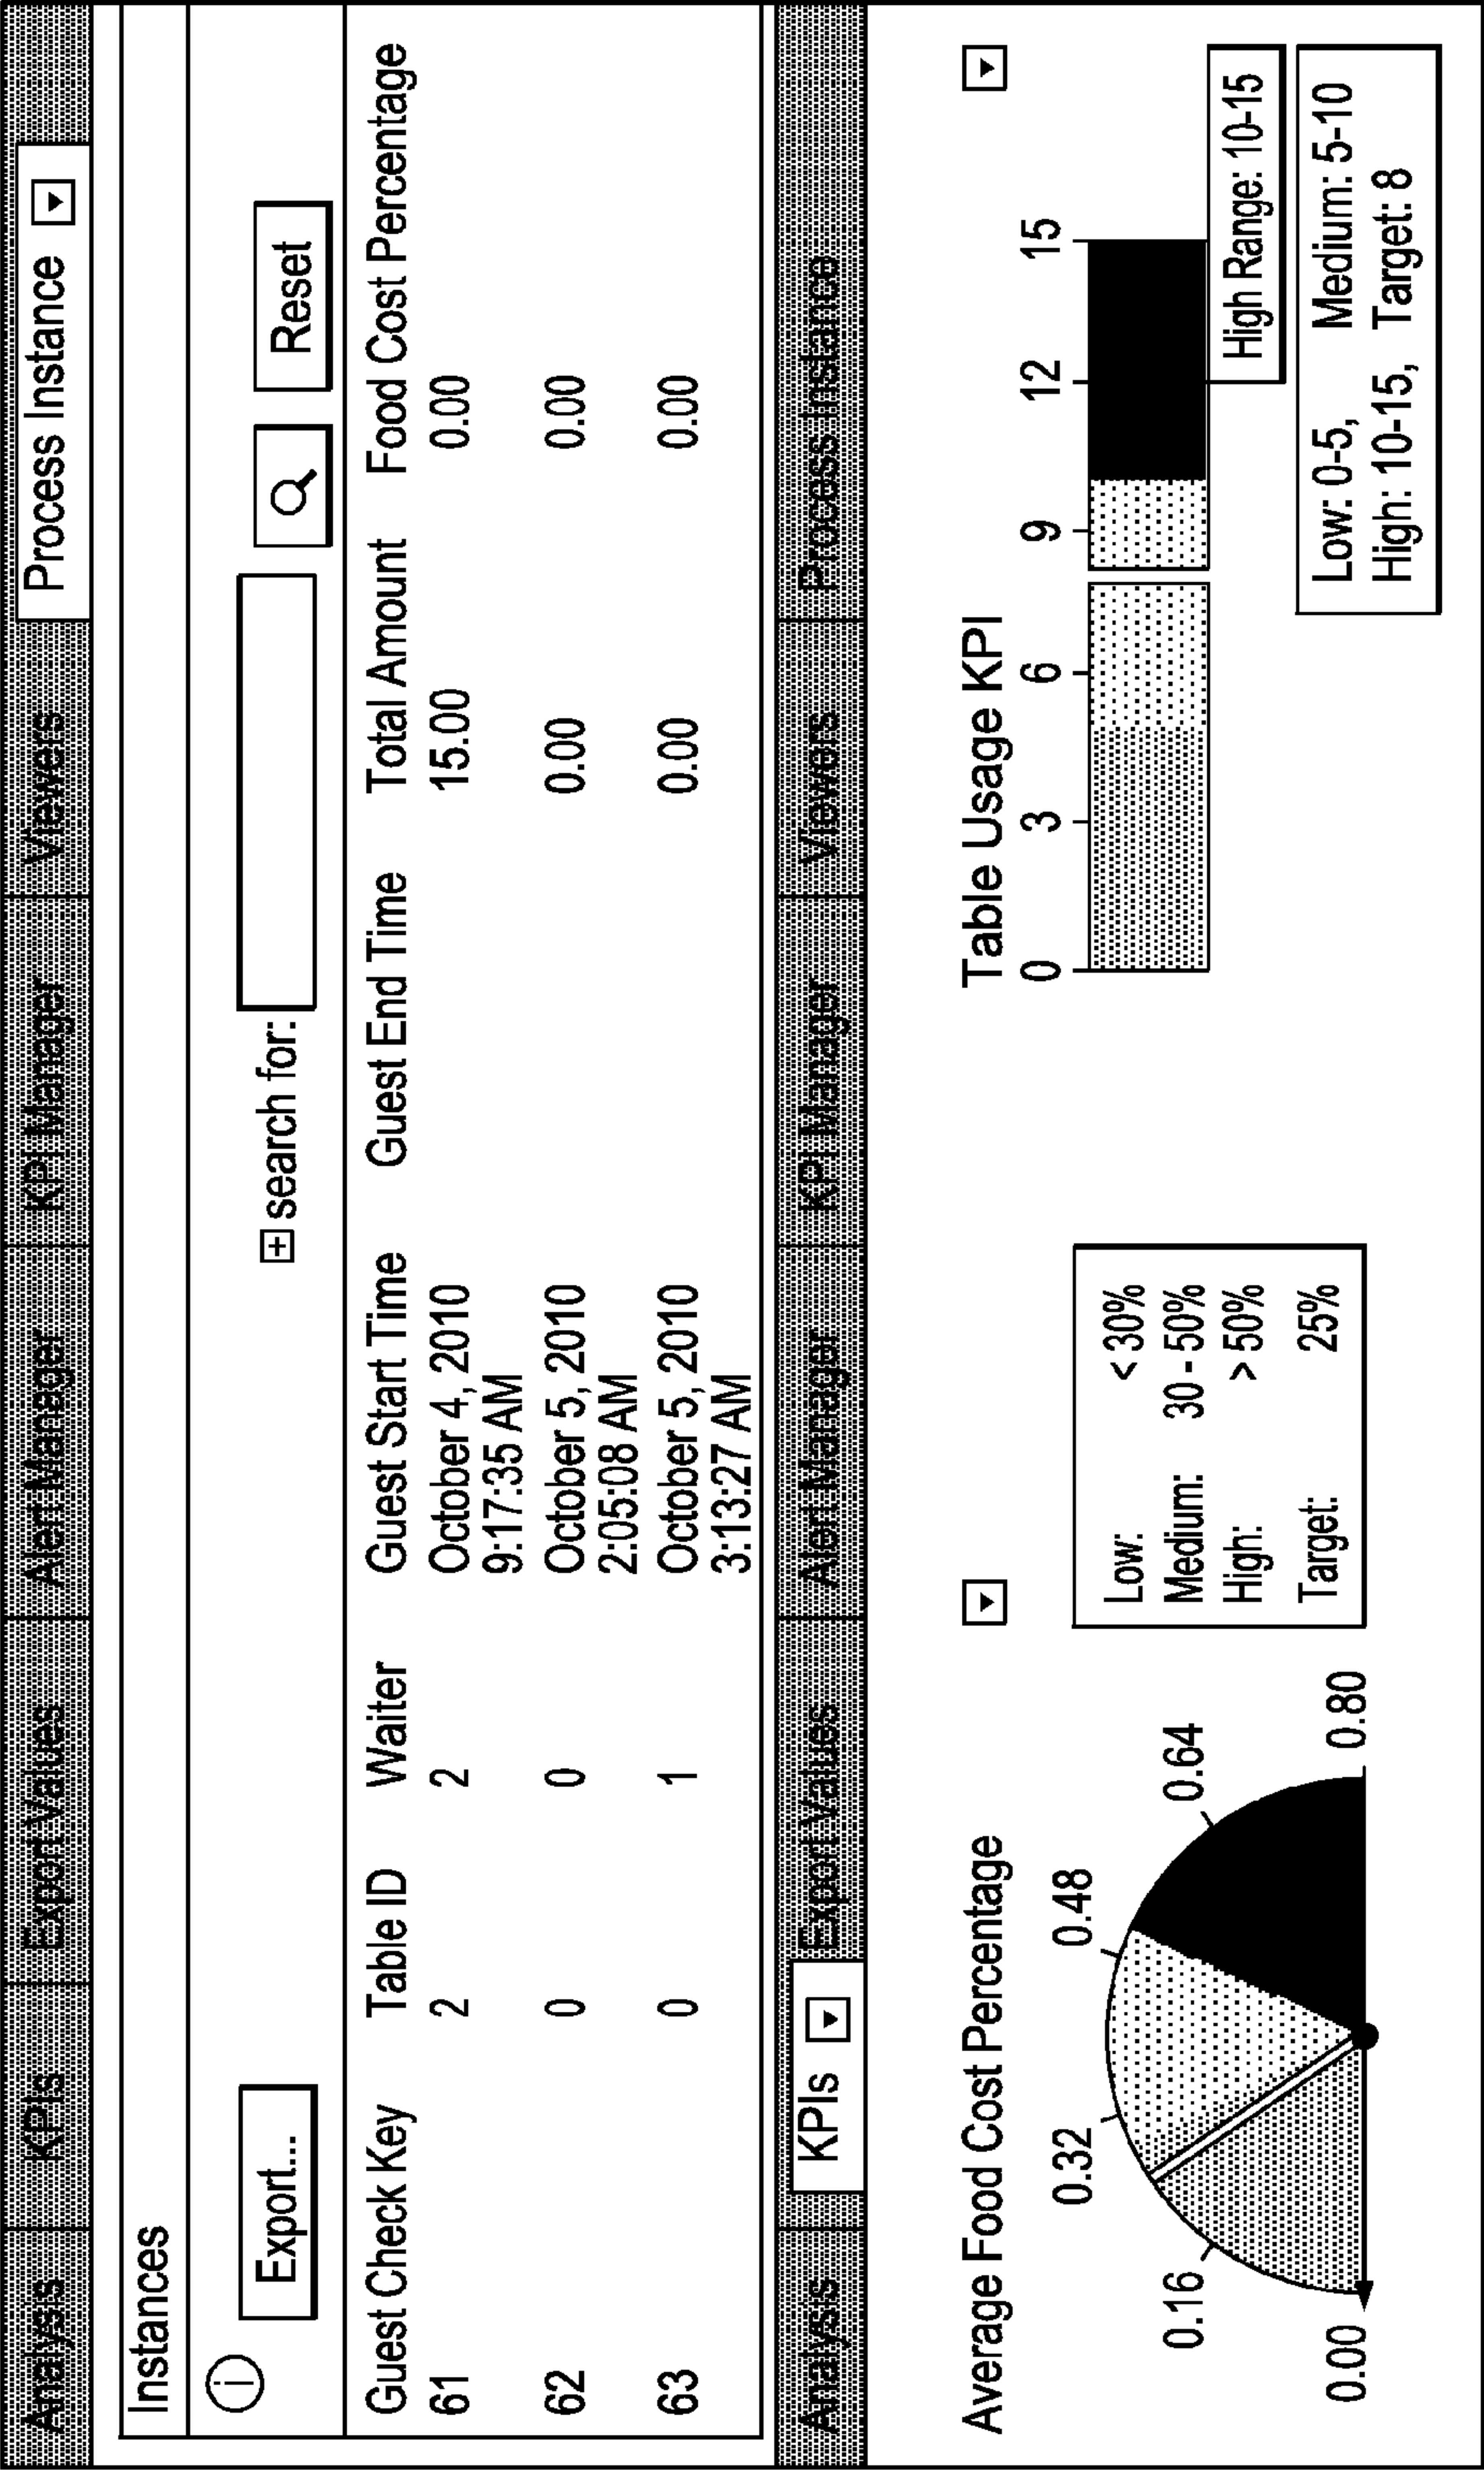 Analysis KPIs Export Values Alert Manager KPI Manager Viewers Process Instance
Instances
i Export... search for: Reset
Guest Check Key Table ID Waiter Guest Start Time Guest End Time Total Amount Food Cost Percentage
61 2 2 October 4, 2010 15.00 0.00
9:17:35 AM
62 0 0 October 5, 2010 0.00 0.00
2:05:08 AM
63 0 1 October 5, 2010 0.00 0.00
3:13:27 AM
Analysis KPIs Export Values Alert Manager KPI Manager Viewers Process Instance
Average Food Cost Percentage
0.00
0.16
0.32
0.48
0.64
0.80
Low: < 30%
Medium: 30 - 50%
High: > 50%
Target: 25%
Table Usage KPI
0 3 6 9 12 15
High Range: 10-15
Low: 0-5, Medium: 5-10
High: 10-15, Target: 8